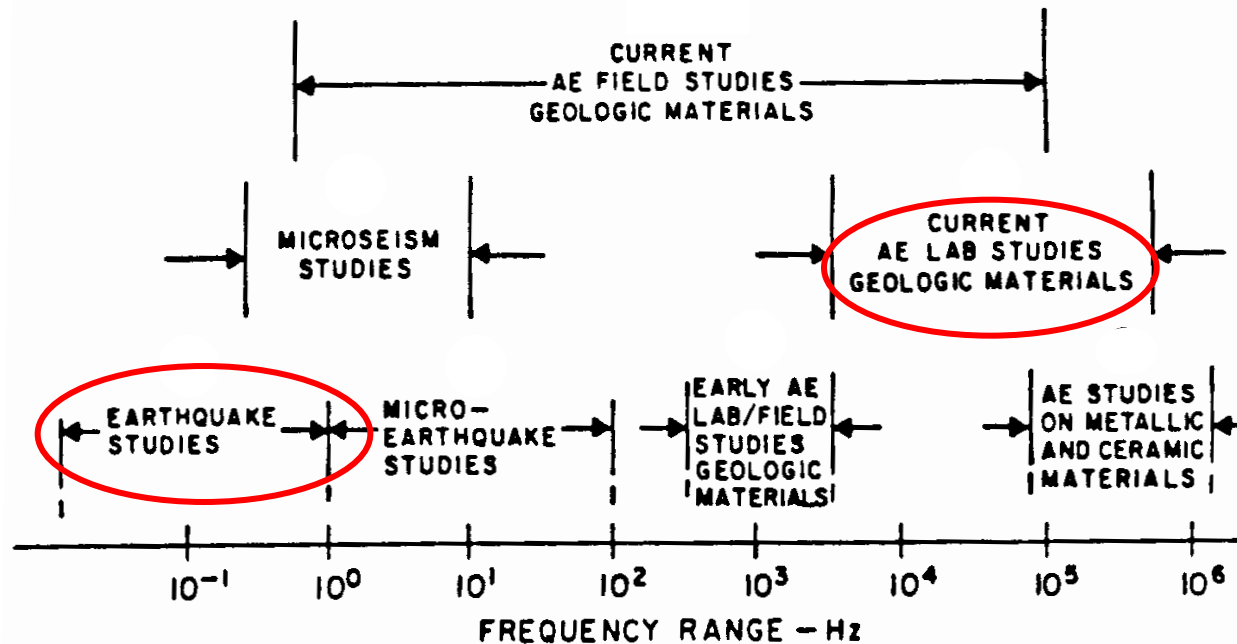 CURRENT
AE FIELD STUDIES
GEOLOGIC MATERIALS
MICROSEISM
STUDIES
CURRENT
AE LAB STUDIES
GEOLOGIC MATERIALS
EARTHQUAKE
STUDIES
MICRO-
EARTHQUAKE
STUDIES
EARLY AE
LAB/FIELD
STUDIES
GEOLOGIC
MATERIALS
AE STUDIES
ON METALLIC
AND CERAMIC
MATERIALS
10⁻¹ 10⁰ 10¹ 10² 10³ 10⁴ 10⁵ 10⁶
FREQUENCY RANGE – Hz